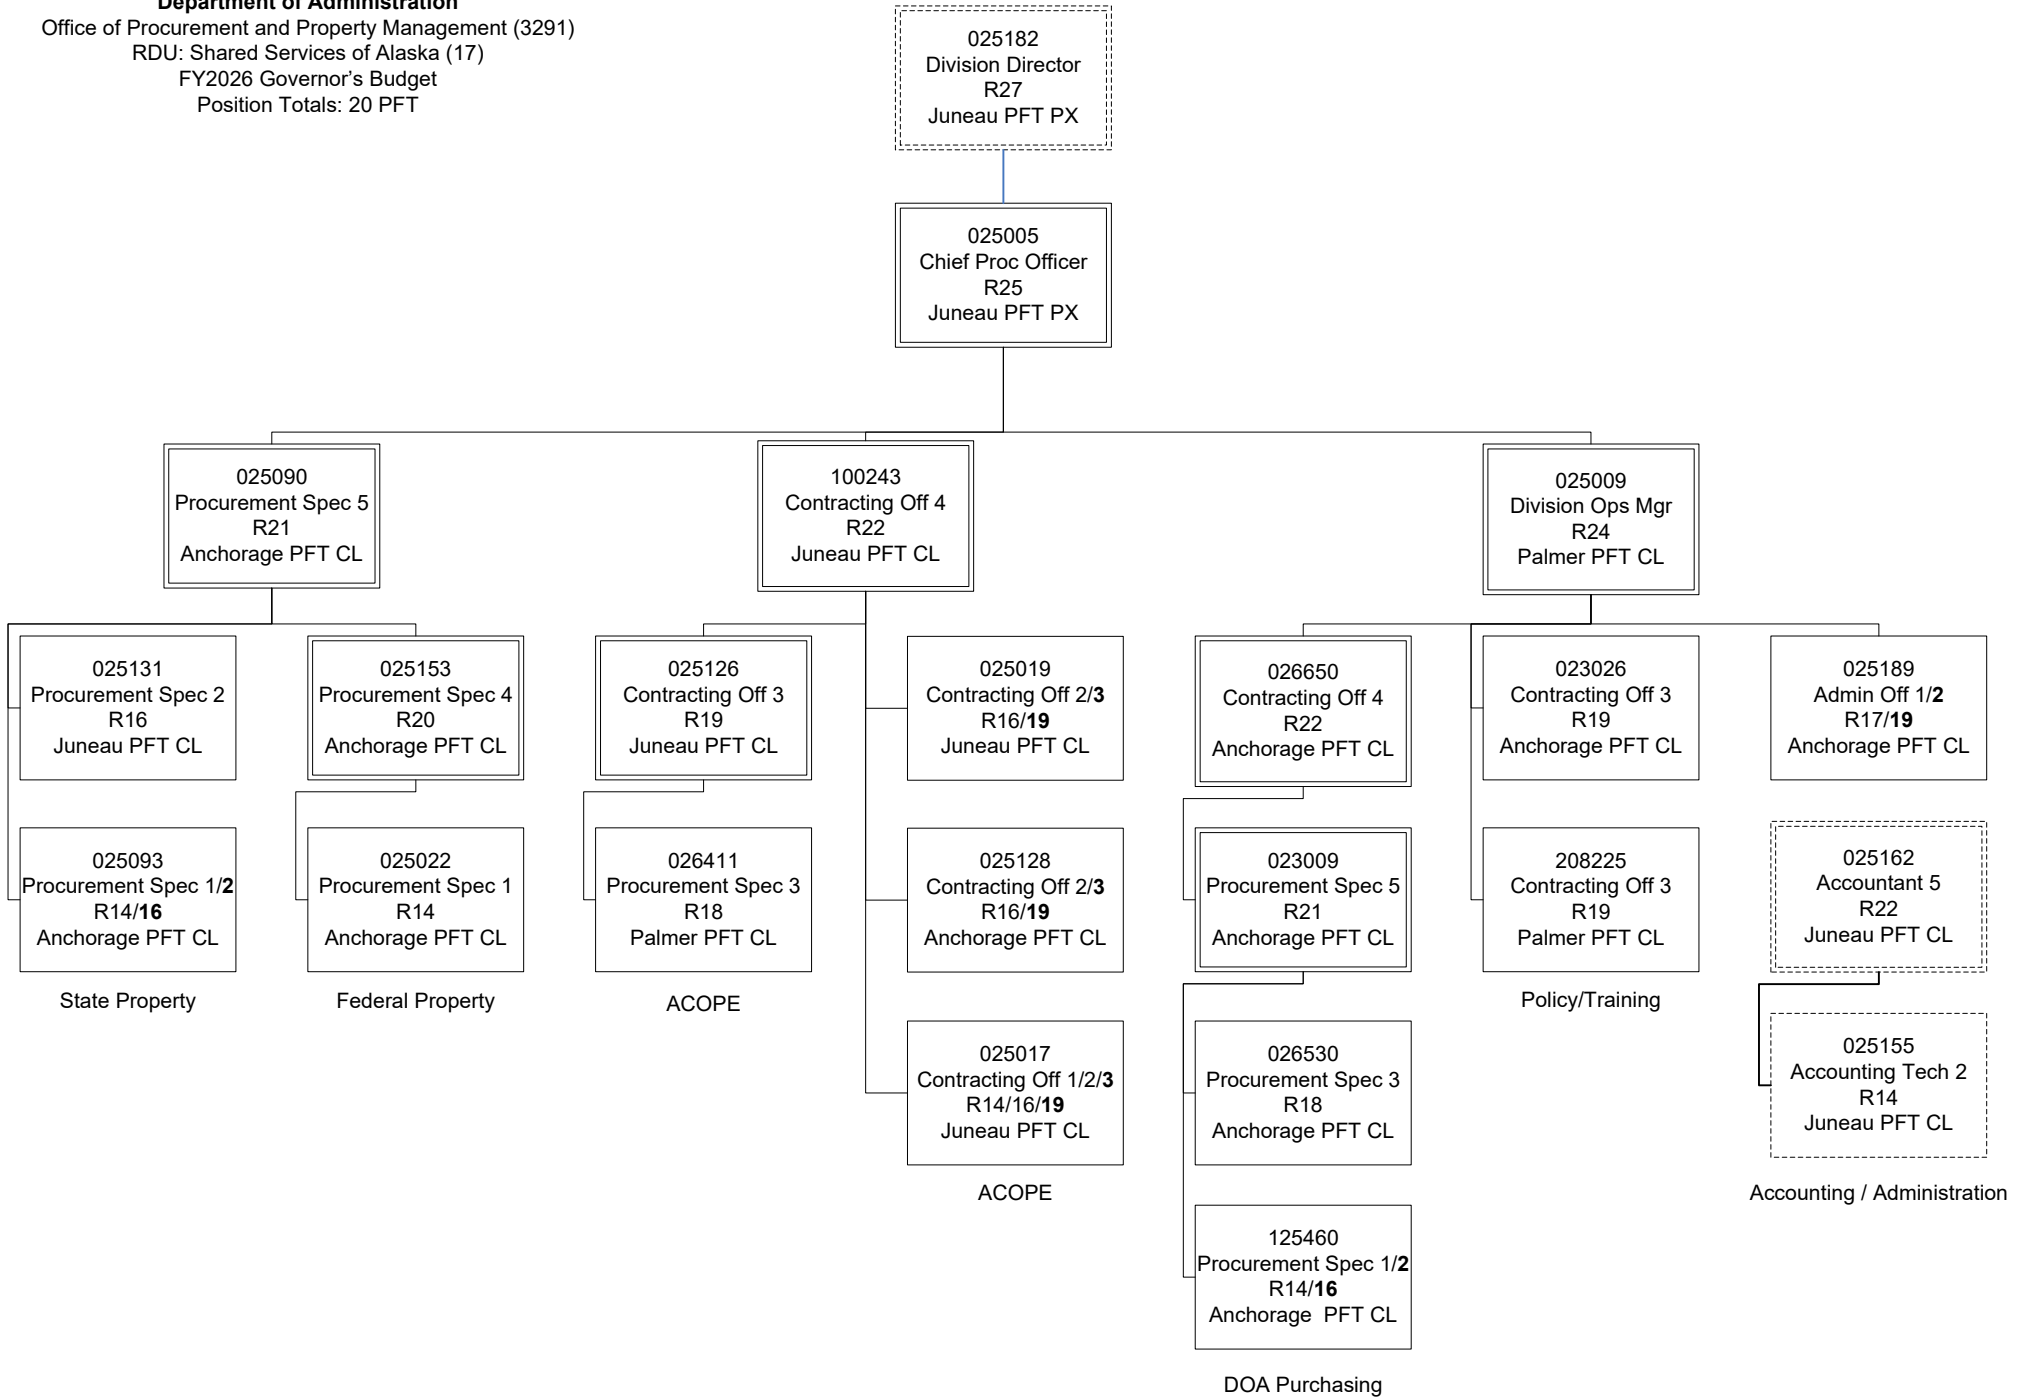 Department of Administration
Office of Procurement and Property Management (3291)
RDU: Shared Services of Alaska (17)
FY2026 Governor’s Budget
Position Totals: 20 PFT
025182
Division Director
R27
Juneau PFT PX
025005
Chief Proc Officer
R25
Juneau PFT PX
025090
Procurement Spec 5
R21
Anchorage PFT CL
100243
Contracting Off 4
R22
Juneau PFT CL
025009
Division Ops Mgr
R24
Palmer PFT CL
025131
Procurement Spec 2
R16
Juneau PFT CL
025153
Procurement Spec 4
R20
Anchorage PFT CL
025126
Contracting Off 3
R19
Juneau PFT CL
025019
Contracting Off 2/3
R16/19
Juneau PFT CL
026650
Contracting Off 4
R22
Anchorage PFT CL
023026
Contracting Off 3
R19
Anchorage PFT CL
025189
Admin Off 1/2
R17/19
Anchorage PFT CL
025093
Procurement Spec 1/2
R14/16
Anchorage PFT CL
025022
Procurement Spec 1
R14
Anchorage PFT CL
026411
Procurement Spec 3
R18
Palmer PFT CL
025128
Contracting Off 2/3
R16/19
Anchorage PFT CL
023009
Procurement Spec 5
R21
Anchorage PFT CL
208225
Contracting Off 3
R19
Palmer PFT CL
025162
Accountant 5
R22
Juneau PFT CL
State Property
Federal Property
ACOPE
Policy/Training
025017
Contracting Off 1/2/3
R14/16/19
Juneau PFT CL
026530
Procurement Spec 3
R18
Anchorage PFT CL
025155
Accounting Tech 2
R14
Juneau PFT CL
ACOPE
Accounting / Administration
125460
Procurement Spec 1/2
R14/16
Anchorage  PFT CL
DOA Purchasing